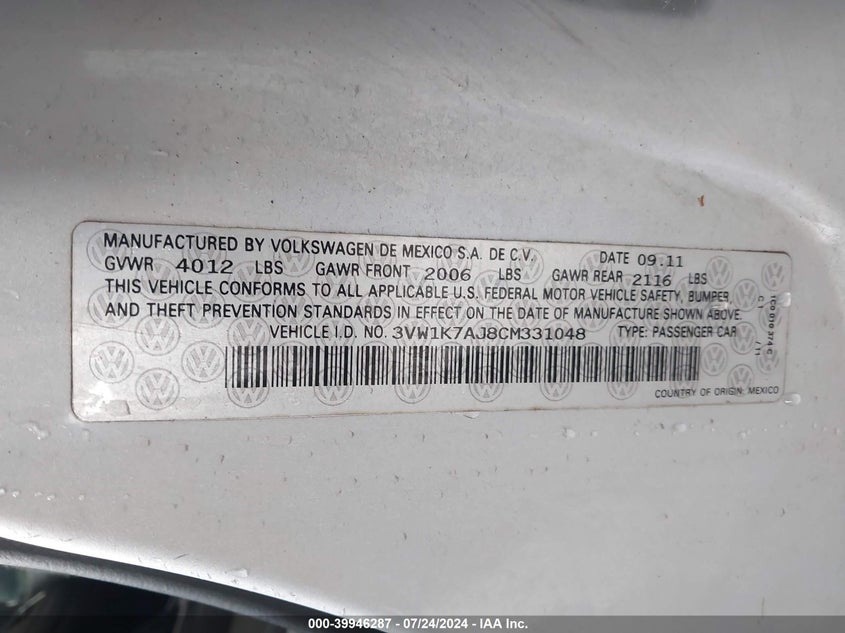 MANUFACTURED BY VOLKSWAGEN DE MEXICO S.A. DE C.V. DATE 09.11
GVWR 4012 LBS GAWR FRONT 2006 LBS GAWR REAR 2116 LBS
THIS VEHICLE CONFORMS TO ALL APPLICABLE U.S. FEDERAL MOTOR VEHICLE SAFETY, BUMPER,
AND THEFT PREVENTION STANDARDS IN EFFECT ON THE DATE OF MANUFACTURE SHOWN ABOVE.
VEHICLE I.D. NO. 3VW1K7AJ8CM331048 TYPE: PASSENGER CAR
COUNTRY OF ORIGIN: MEXICO
000-39946287 - 07/24/2024 - IAA Inc.